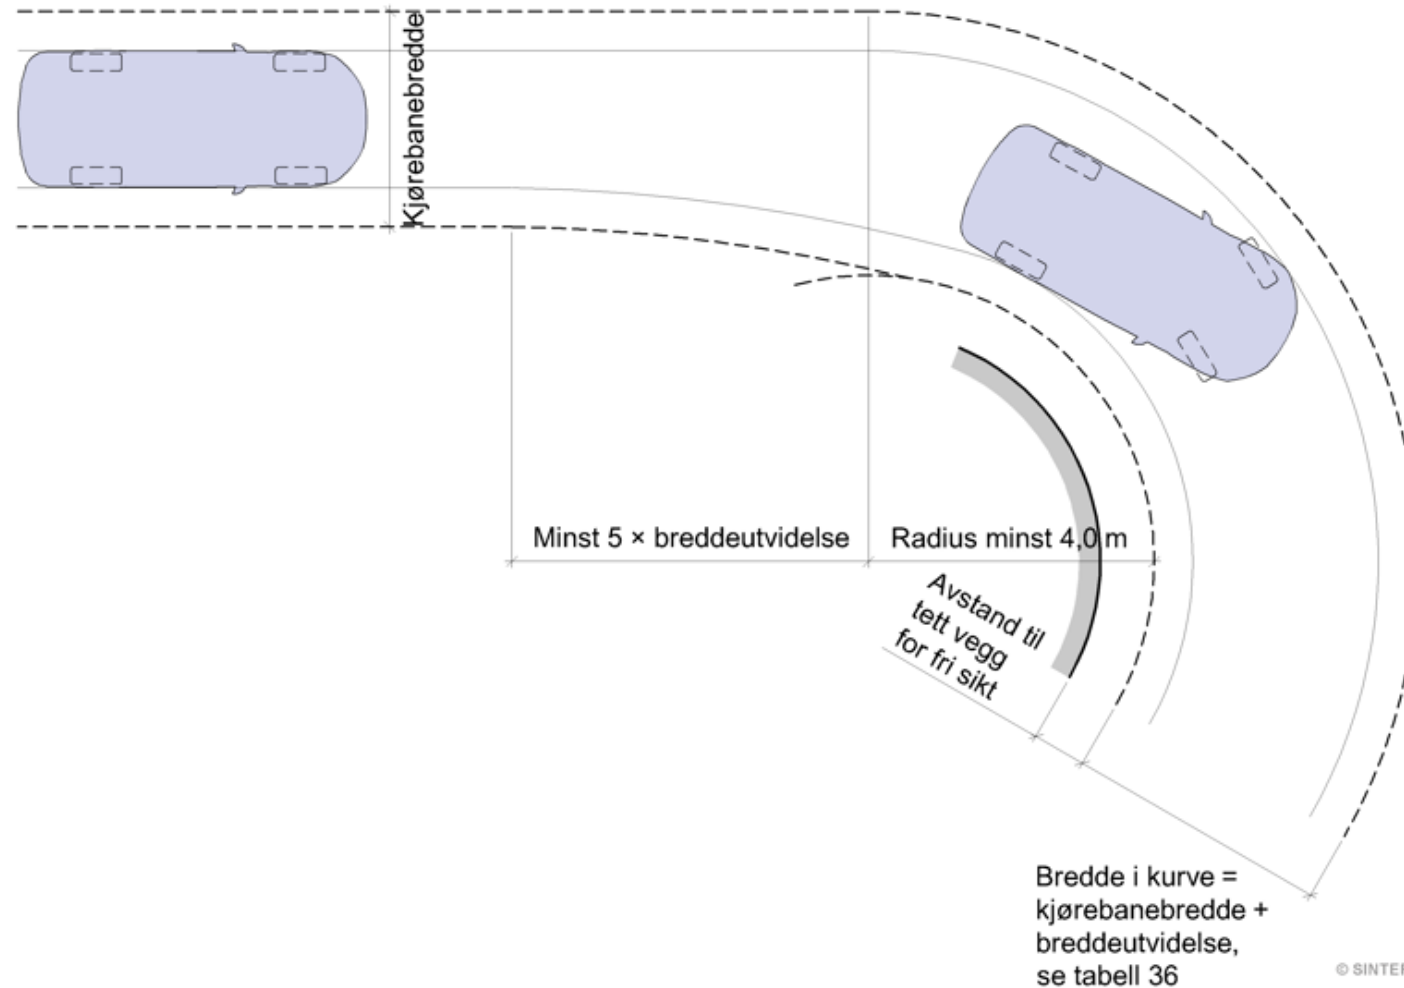 Kjørebanebredde
Minst 5 × breddeutvidelse
Radius minst 4,0 m
Avstand til
tett vegg
for fri sikt
Bredde i kurve =
kjørebanebredde +
breddeutvidelse,
se tabell 36
© SINTEF